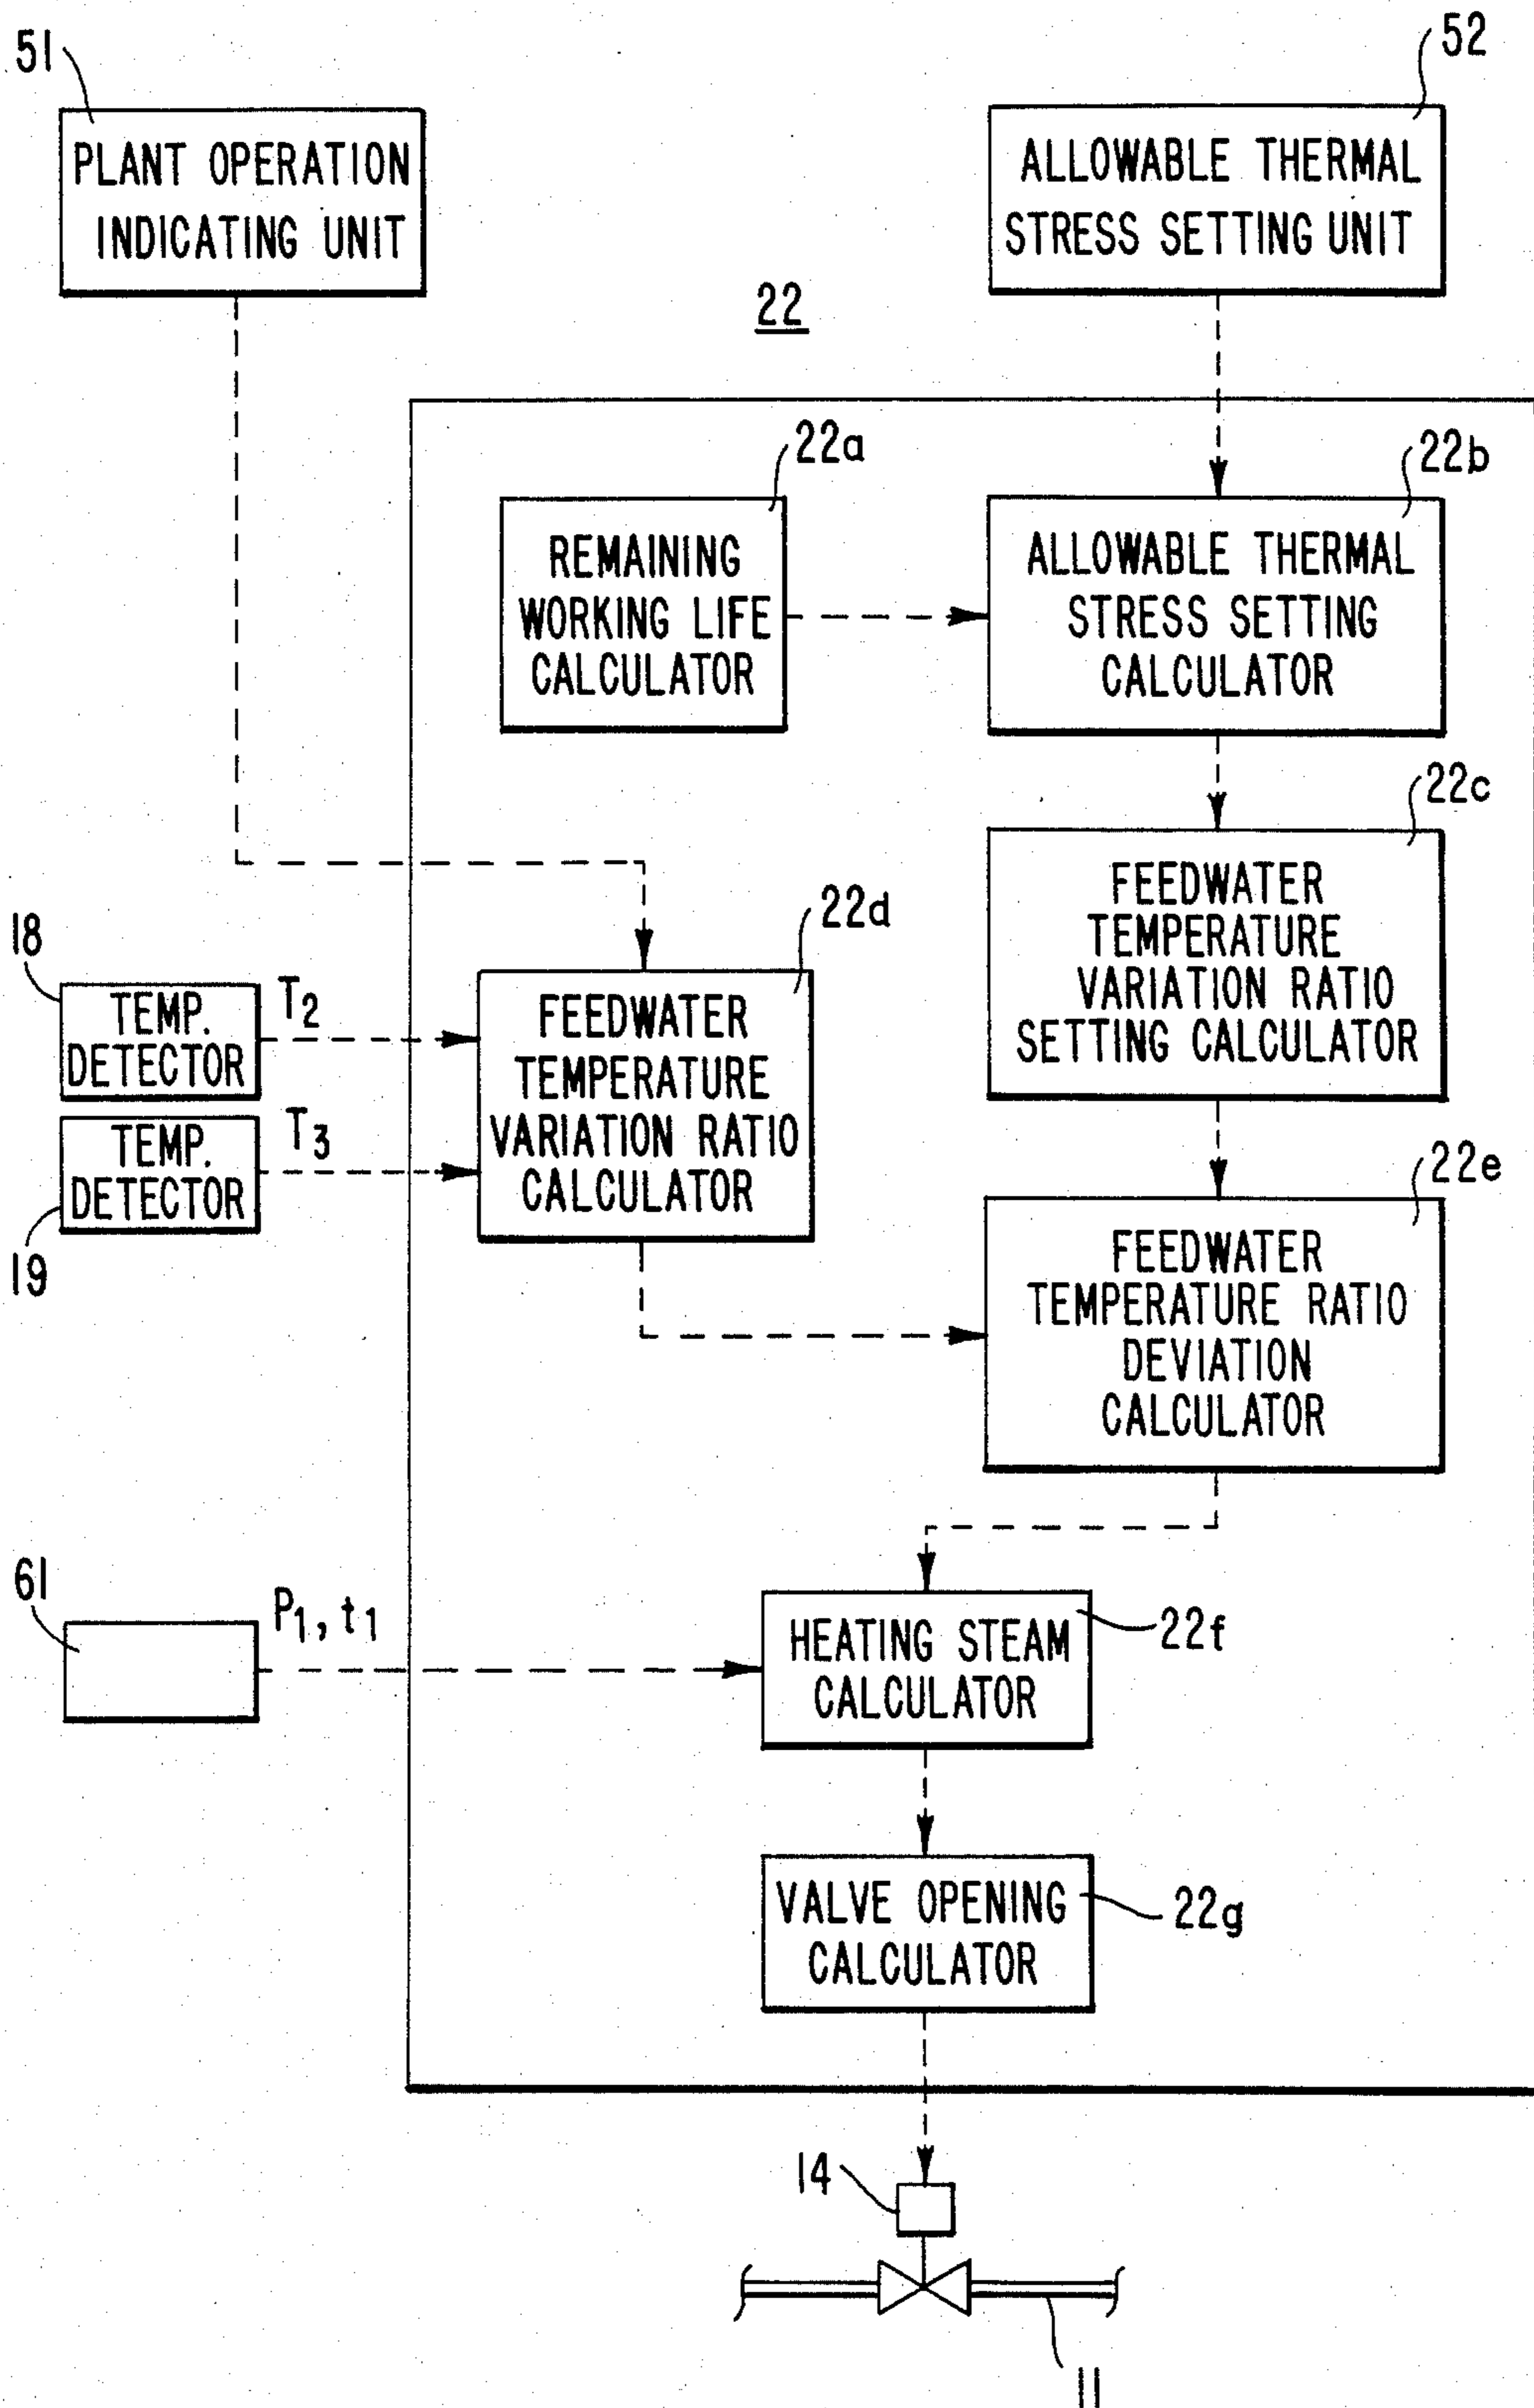 51
52
PLANT OPERATION
INDICATING UNIT
ALLOWABLE THERMAL
STRESS SETTING UNIT
22
22a
22b
REMAINING
WORKING LIFE
CALCULATOR
ALLOWABLE THERMAL
STRESS SETTING
CALCULATOR
22c
FEEDWATER
TEMPERATURE
VARIATION RATIO
SETTING CALCULATOR
22d
18
TEMP.
DETECTOR
T2
FEEDWATER
TEMPERATURE
VARIATION RATIO
CALCULATOR
TEMP.
DETECTOR
T3
19
22e
FEEDWATER
TEMPERATURE RATIO
DEVIATION
CALCULATOR
61
P1, t1
HEATING STEAM
CALCULATOR
22f
VALVE OPENING
CALCULATOR
22g
14
11